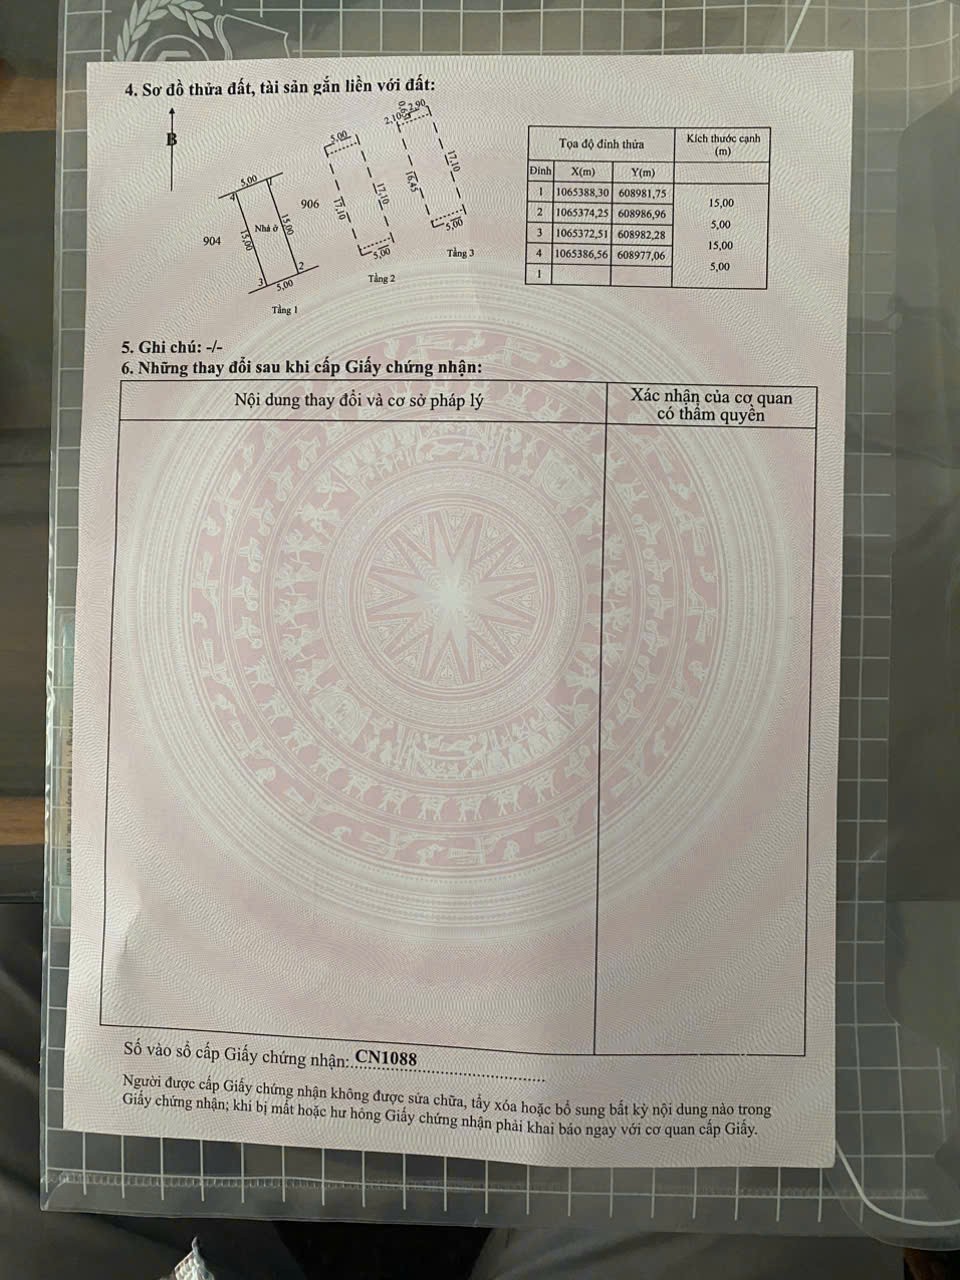 4. Sơ đồ thửa đất, tài sản gắn liền với đất:
B
5,00
4
1
904
15,00
Nhà ở
15,00
906
3
2
5,00
Tầng 1
5,00
17,10
17,10
5,00
Tầng 2
2,10
2,90
16,45
17,10
5,00
Tầng 3
Tọa độ đỉnh thửa Kích thước cạnh (m)
Đỉnh X(m) Y(m)
1 1065388,30 608981,75
15,00
2 1065374,25 608986,96
5,00
3 1065372,51 608982,28
15,00
4 1065386,56 608977,06
5,00
1
5. Ghi chú: -/-
6. Những thay đổi sau khi cấp Giấy chứng nhận:
Nội dung thay đổi và cơ sở pháp lý
Xác nhận của cơ quan
có thẩm quyền
Số vào sổ cấp Giấy chứng nhận: CN1088
Người được cấp Giấy chứng nhận không được sửa chữa, tẩy xóa hoặc bổ sung bất kỳ nội dung nào trong
Giấy chứng nhận; khi bị mất hoặc hư hỏng Giấy chứng nhận phải khai báo ngay với cơ quan cấp Giấy.